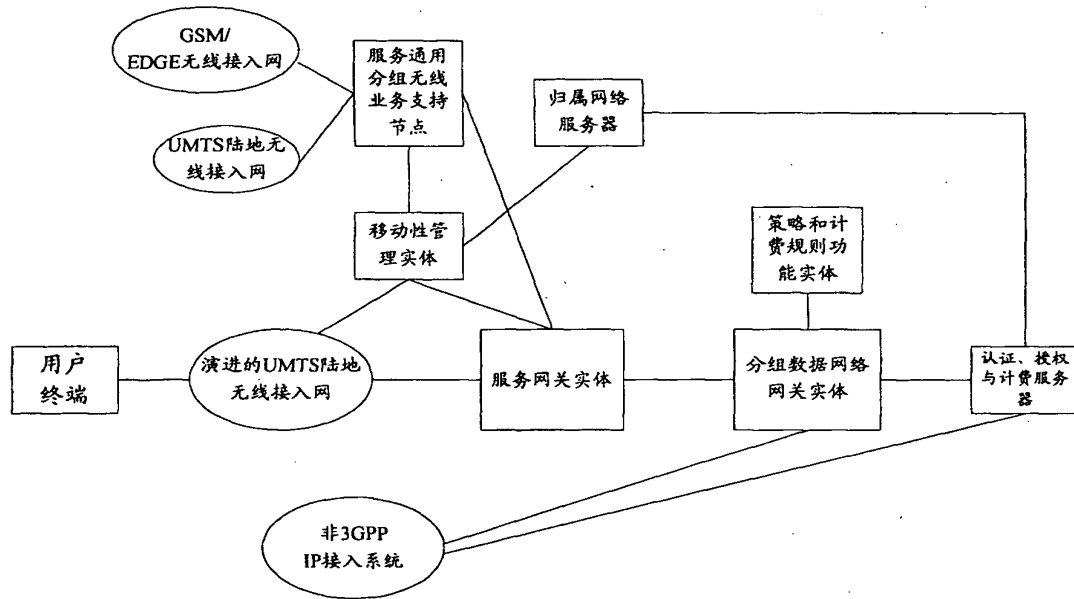 GSM/
EDGE无线接入网
服务通用
分组无线
业务支持
节点
归属网络
服务器
UMTS陆地无
线接入网
移动性管
理实体
策略和计
费规则功
能实体
用户
终端
演进的UMTS陆地
无线接入网
服务网关实体
分组数据网络
网关实体
认证、授权
与计费服务
器
非3GPP
IP接入系统